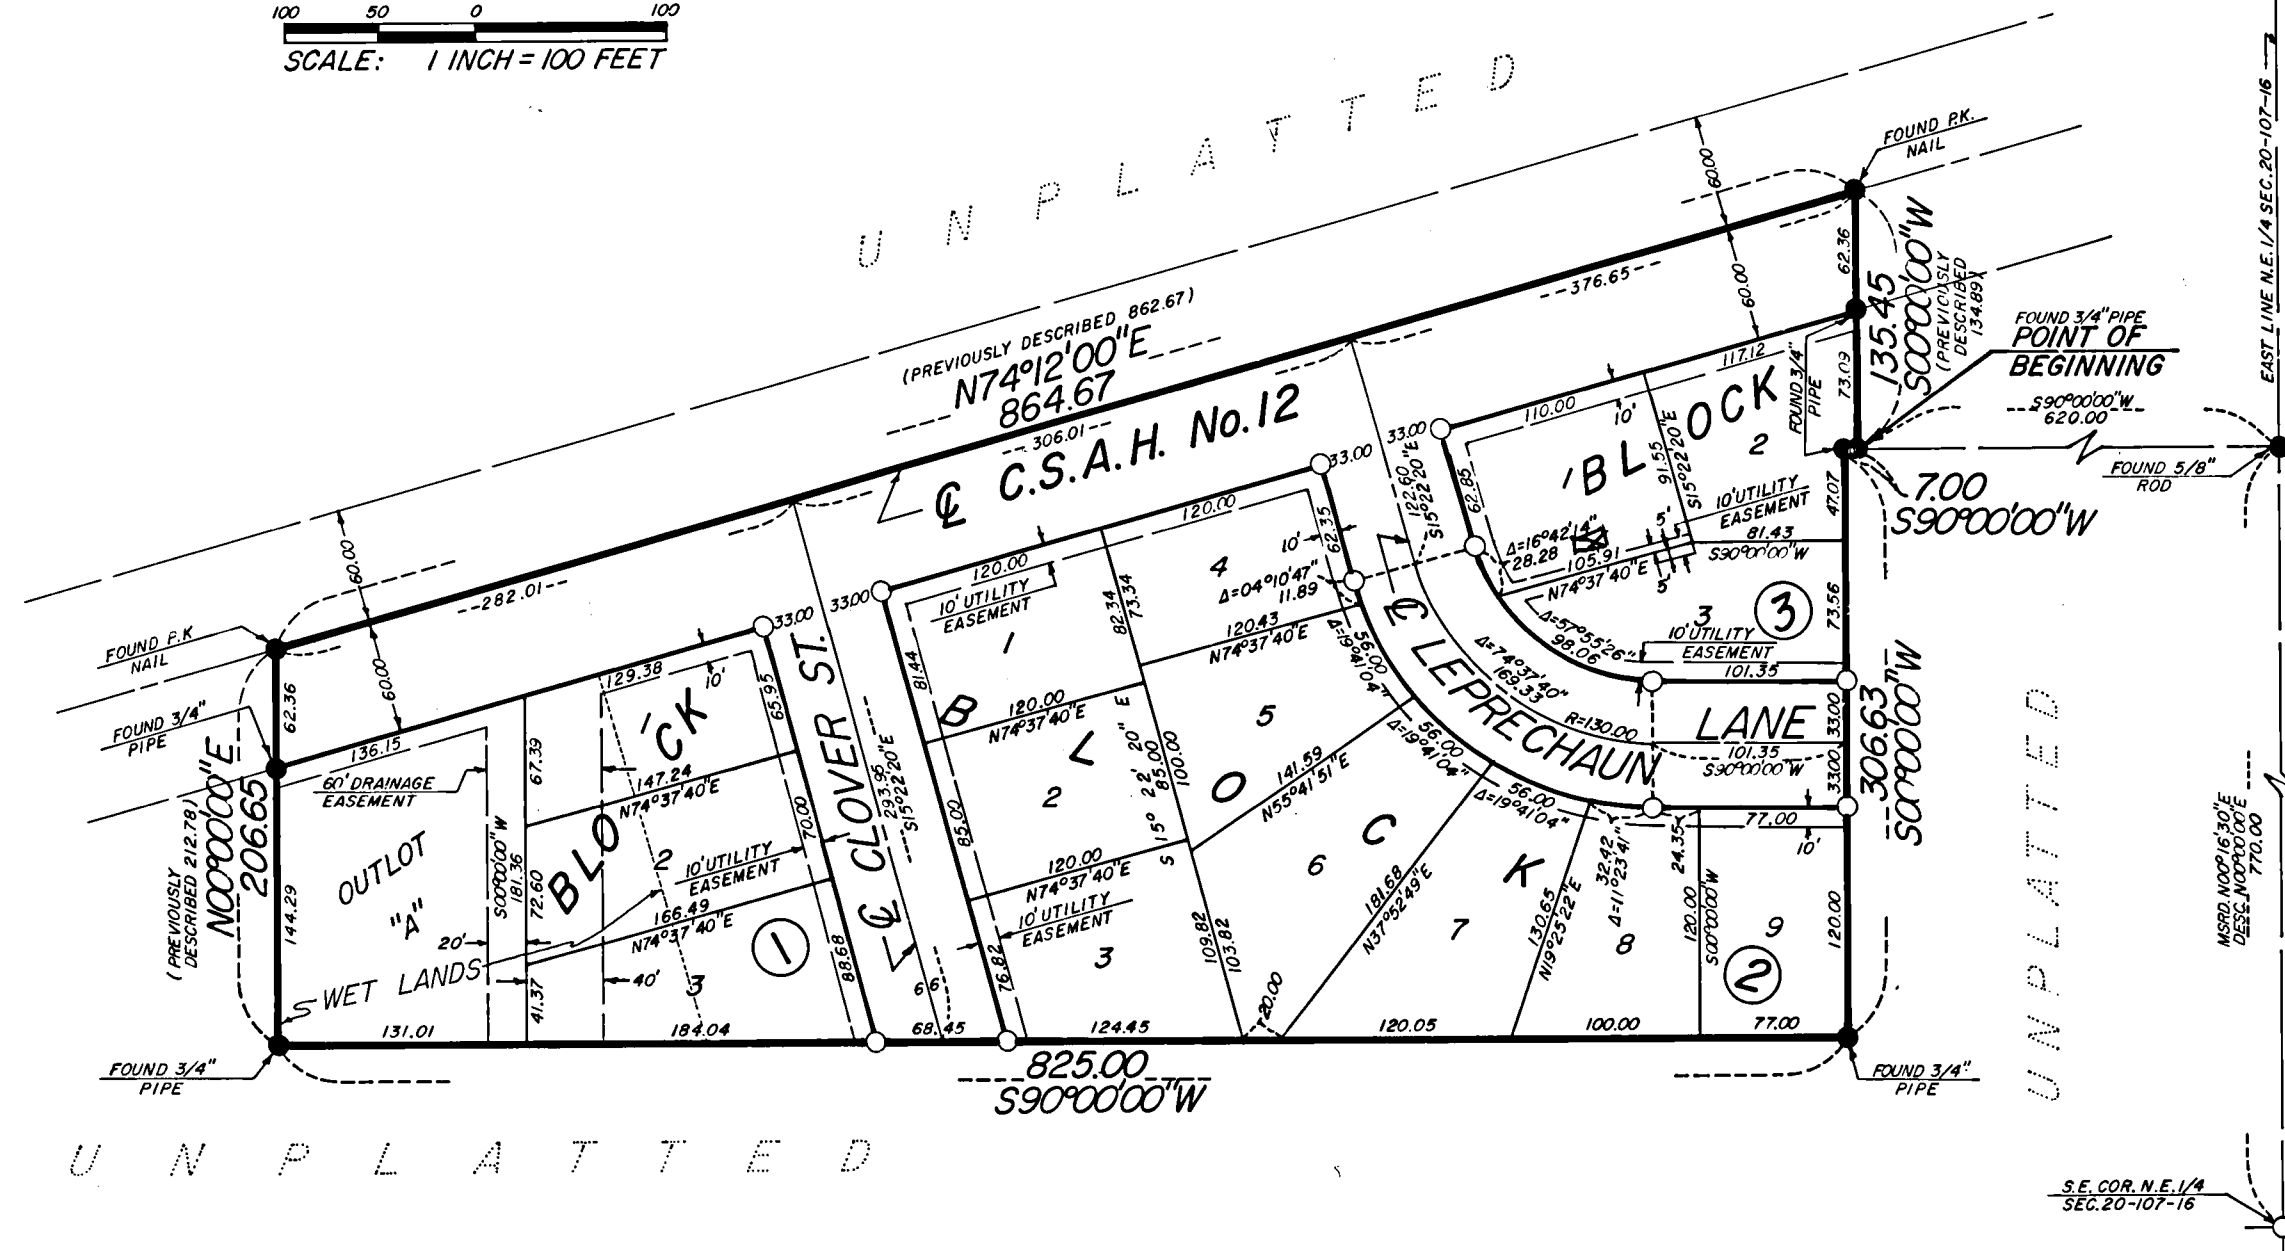 100 50 0 100
SCALE: 1 INCH = 100 FEET
UNPLATTED
FOUND P.K.
NAIL
EAST LINE N.E. 1/4 SEC. 20-107-16
60.00
60.00
62.36
135.45
S00°00'00"W
(PREVIOUSLY
DESCRIBED
134.89)
73.09
FOUND 3/4"
PIPE
FOUND 3/4" PIPE
POINT OF
BEGINNING
S90°00'00"W
620.00
FOUND 5/8"
ROD
7.00
S90°00'00"W
(PREVIOUSLY DESCRIBED 862.67)
N74°12'00"E
864.67
376.65
306.01
282.01
℄ C.S.A.H. No. 12
60.00
60.00
FOUND P.K
NAIL
FOUND 3/4"
PIPE
62.36
N00°00'00"E
206.65
(PREVIOUSLY
DESCRIBED 212.78)
144.29
136.15
60' DRAINAGE
EASEMENT
OUTLOT
"A"
S00°00'00"W
181.36
20'
WET LANDS
40'
131.01
FOUND 3/4"
PIPE
BLO'CK
1
129.38
10'
67.39
65.95
147.24
N74°37'40"E
2
72.60
70.00
10' UTILITY
EASEMENT
166.49
N74°37'40"E
3
41.37
88.68
184.04
33.00
33.00
℄ CLOVER ST.
293.95
S15°22'20"E
66
68.45
BLOCK
2
120.00
10' UTILITY
EASEMENT
1
81.44
82.34
73.34
120.00
N74°37'40"E
2
85.00
S 15° 22' 20" E
85.00
100.00
120.00
N74°37'40"E
10' UTILITY
EASEMENT
3
76.82
109.82
103.82
124.45
120.00
4
10'
62.35
Δ=04°10'47"
11.89
120.43
N74°37'40"E
5
56.00
Δ=19°41'04"
141.59
N55°41'51"E
6
56.00
Δ=19°41'04"
181.68
N37°52'49"E
20.00
7
56.00
Δ=19°41'04"
120.05
130.65
N19°25'22"E
8
32.42
Δ=11°23'41"
24.35
100.00
120.00
S00°00'00"W
9
77.00
10'
120.00
77.00
33.00
33.00
122.60
S15°22'20"E
℄ LEPRECHAUN LANE
Δ=74°37'40"
169.33
R=130.00
101.35
S90°00'00"W
33.00
33.00
'BLOCK
3
110.00
10'
117.12
62.85
91.55
S15°22'20"E
2
10' UTILITY
EASEMENT
Δ=16°42'14"
28.28
105.91
N74°37'40"E
5'
5'
81.43
S90°00'00"W
47.07
3
Δ=57°55'26"
98.06
10' UTILITY
EASEMENT
101.35
73.56
306.63
S00°00'00"W
UNPLATTED
MSRD. N00°16'30"E
DESC. N00°00'00"E
770.00
825.00
S90°00'00"W
FOUND 3/4"
PIPE
UNPLATTED
S.E. COR. N.E. 1/4
SEC. 20-107-16